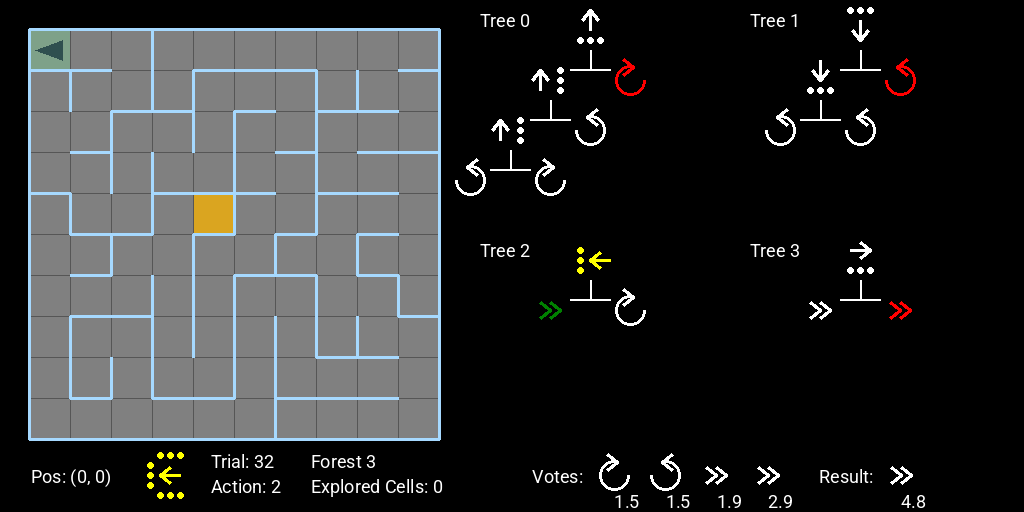 Tree 0
Tree 1
Tree 2
Tree 3
Pos: (0, 0)
Trial: 32
Forest 3
Action: 2
Explored Cells: 0
Votes:
1.5
1.5
1.9
2.9
Result:
4.8